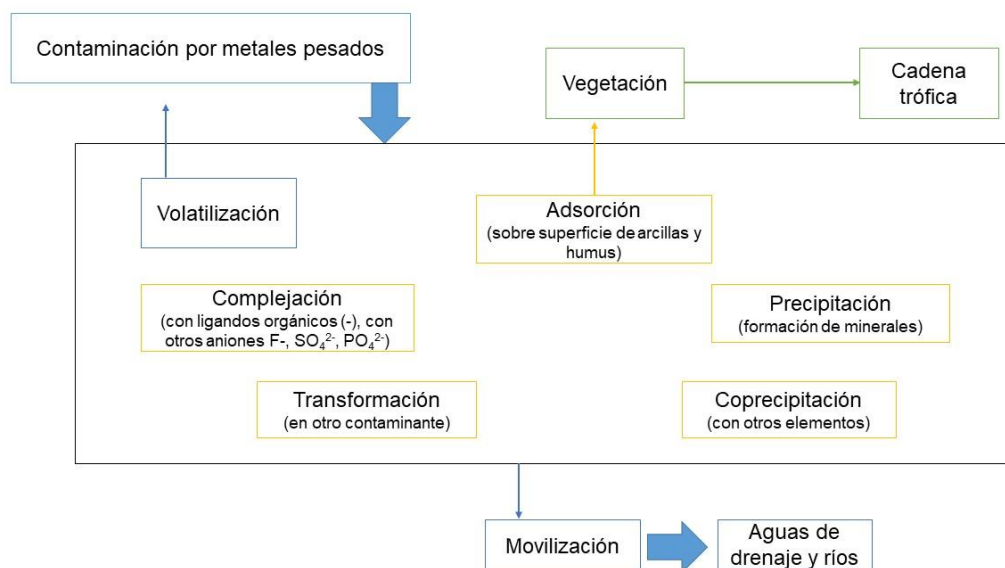 Contaminación por metales pesados
Vegetación
Cadena
trófica
Volatilización
Adsorción
(sobre superficie de arcillas y
humus)
Complejación
(con ligandos orgánicos (-), con
otros aniones F-, SO₄²⁻, PO₄²⁻)
Precipitación
(formación de minerales)
Transformación
(en otro contaminante)
Coprecipitación
(con otros elementos)
Movilización
Aguas de
drenaje y ríos